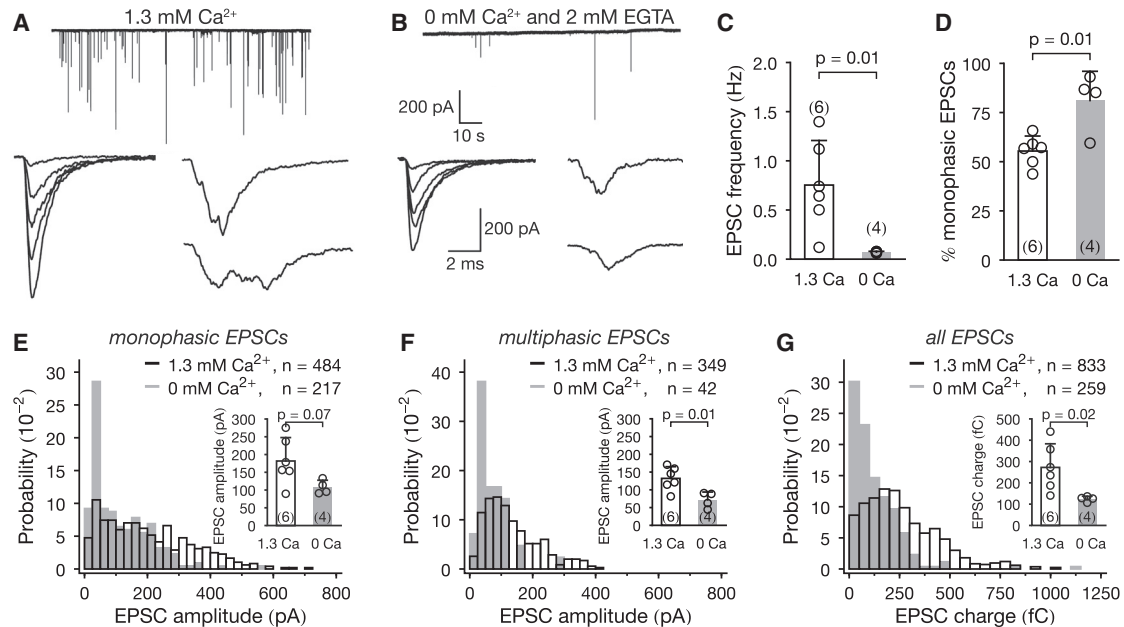 A 1.3 mM Ca²⁺
B 0 mM Ca²⁺ and 2 mM EGTA
200 pA
10 s
200 pA
2 ms
C
p = 0.01
EPSC frequency (Hz)
2.0
1.5
1.0
0.5
0.0
(6)
(4)
1.3 Ca 0 Ca
D
p = 0.01
% monophasic EPSCs
100
75
50
25
0
(6) (4)
1.3 Ca 0 Ca
E monophasic EPSCs
1.3 mM Ca²⁺, n = 484
0 mM Ca²⁺, n = 217
Probability (10⁻²)
30
25
20
15
10
5
0
0 200 400 600 800
EPSC amplitude (pA)
p = 0.07
EPSC amplitude (pA)
300
250
200
150
100
50
0
(6) (4)
1.3 Ca 0 Ca
F multiphasic EPSCs
1.3 mM Ca²⁺, n = 349
0 mM Ca²⁺, n = 42
Probability (10⁻²)
40
30
20
10
0
0 200 400 600 800
EPSC amplitude (pA)
p = 0.01
EPSC amplitude (pA)
300
250
200
150
100
50
0
(6) (4)
1.3 Ca 0 Ca
G all EPSCs
1.3 mM Ca²⁺, n = 833
0 mM Ca²⁺, n = 259
Probability (10⁻²)
30
25
20
15
10
5
0
0 250 500 750 1000 1250
EPSC charge (fC)
p = 0.02
EPSC charge (fC)
500
400
300
200
100
0
(6) (4)
1.3 Ca 0 Ca